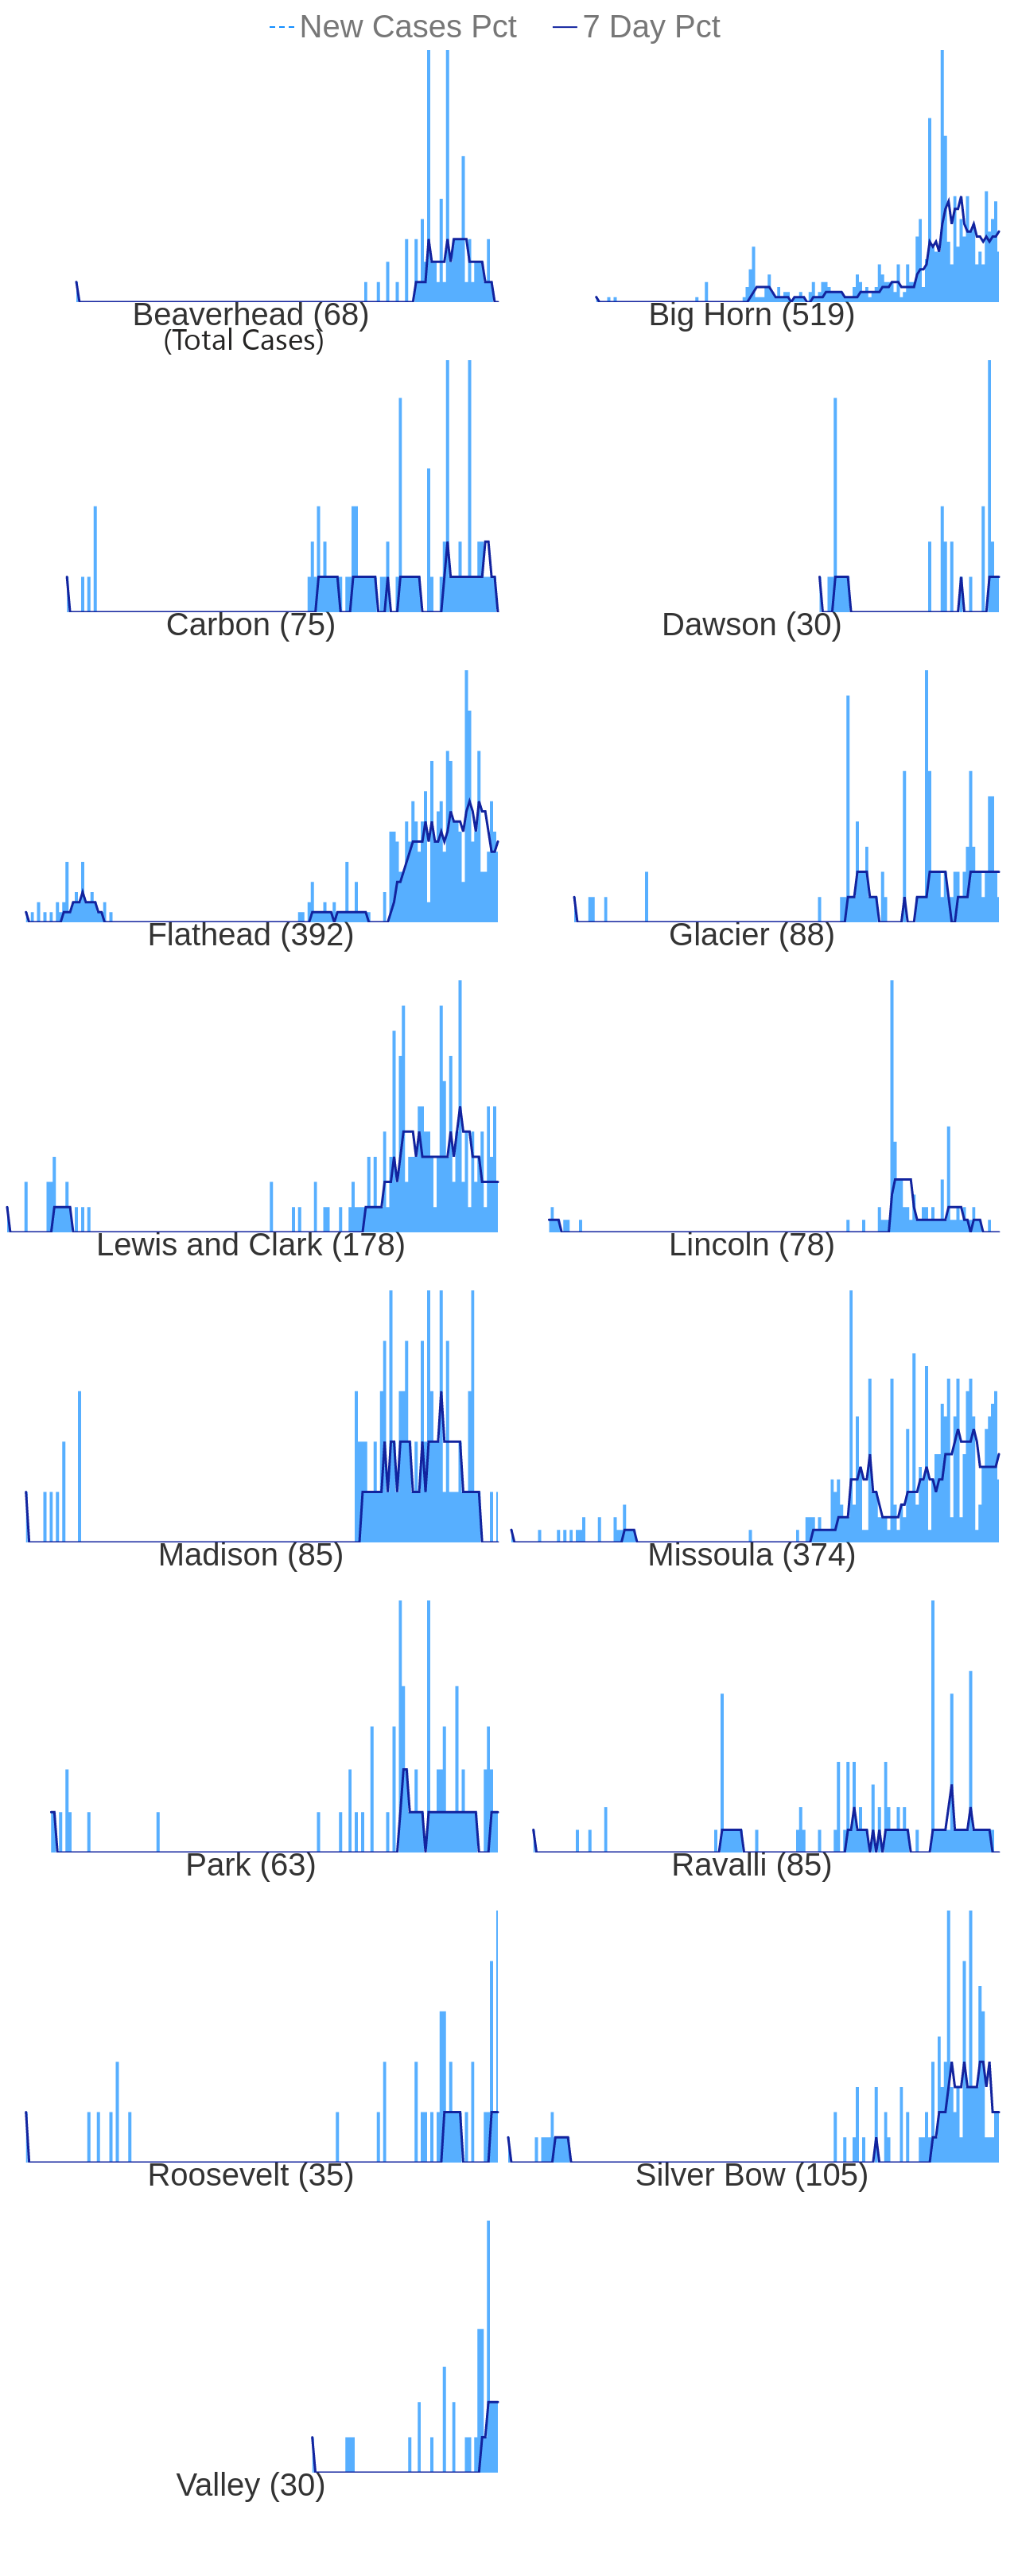 New Cases Pct 7 Day Pct
Beaverhead (68) Big Horn (519)
(Total Cases)
Carbon (75) Dawson (30)
Flathead (392) Glacier (88)
Lewis and Clark (178) Lincoln (78)
Madison (85) Missoula (374)
Park (63) Ravalli (85)
Roosevelt (35) Silver Bow (105)
Valley (30)